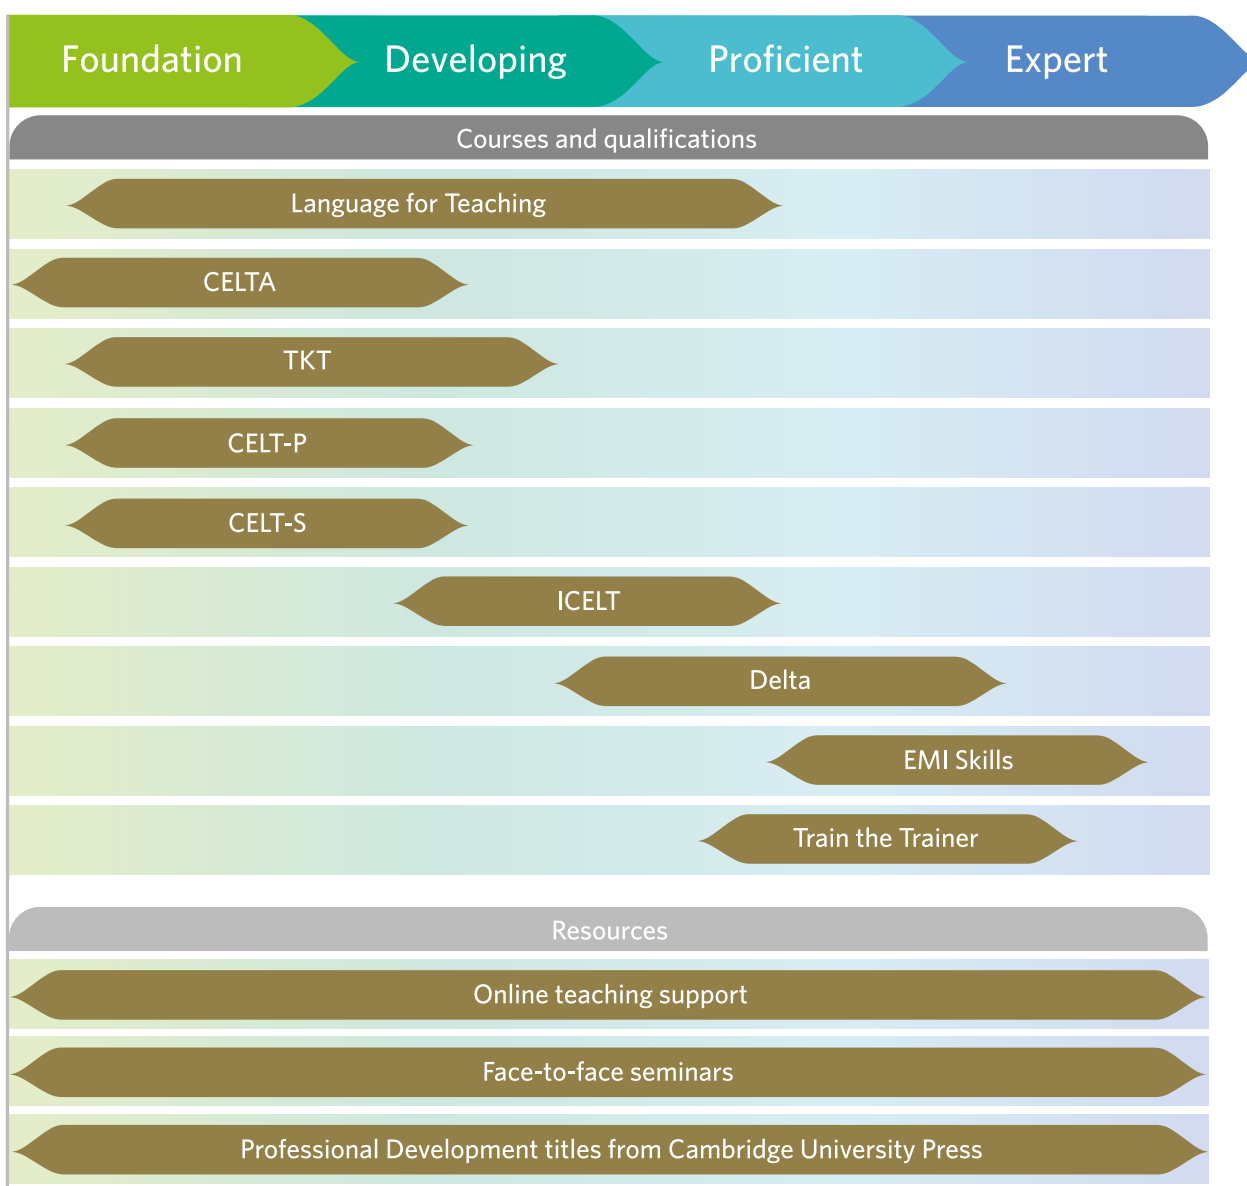 Foundation Developing Proficient Expert
Courses and qualifications
Language for Teaching
CELTA
TKT
CELT-P
CELT-S
ICELT
Delta
EMI Skills
Train the Trainer
Resources
Online teaching support
Face-to-face seminars
Professional Development titles from Cambridge University Press